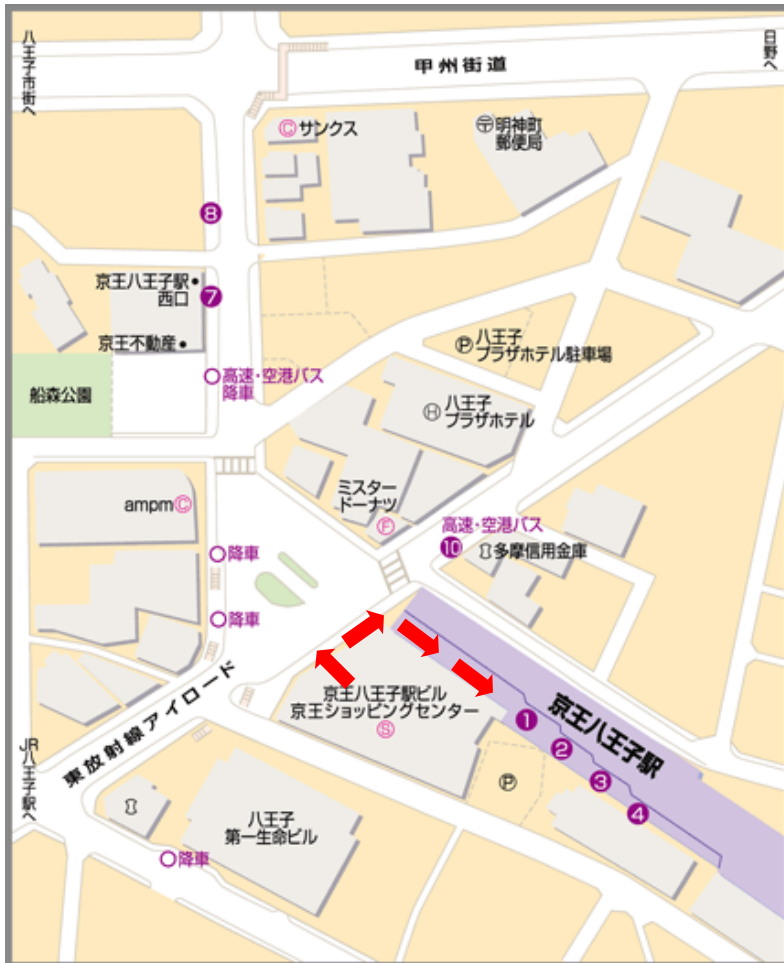 八王子市街へ
甲州街道
日野へ
Ⓒサンクス
〒明神町
郵便局
8
京王八王子駅•
西口
7
京王不動産•
Ⓟ八王子
プラザホテル駐車場
高速・空港バス
降車
船森公園
Ⓗ八王子
プラザホテル
ミスター
ドーナツ
Ⓕ
ampmⒸ
高速・空港バス
10
多摩信用金庫
降車
降車
京王八王子駅ビル
京王ショッピングセンター
Ⓢ
京王八王子駅
1
2
3
4
Ⓟ
東放射線アイロード
JR八王子駅へ
八王子
第一生命ビル
降車